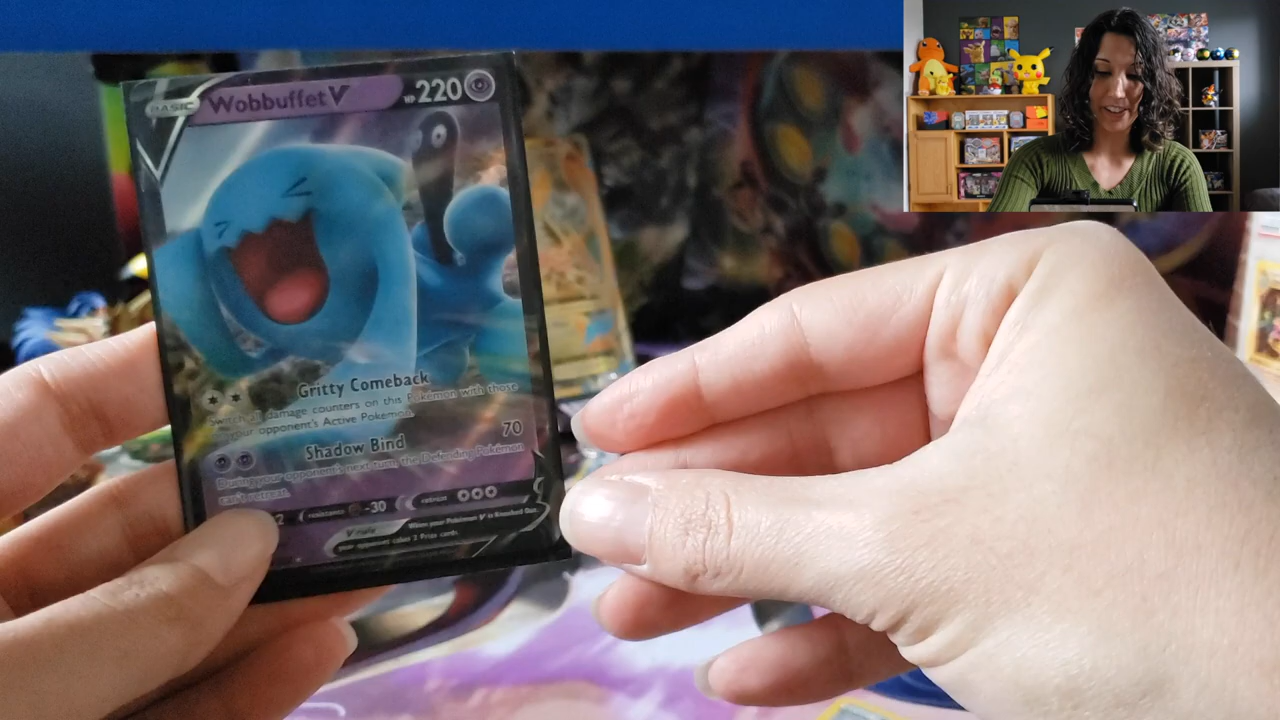 BASIC Wobbuffet V HP 220
Gritty Comeback
Switch all damage counters on this Pokémon with those
on your opponent's Active Pokémon.
Shadow Bind 70
During your opponent's next turn, the Defending Pokémon
can't retreat.
2 resistance -30 retreat
V rule When your Pokémon V is Knocked Out,
your opponent takes 2 Prize cards.